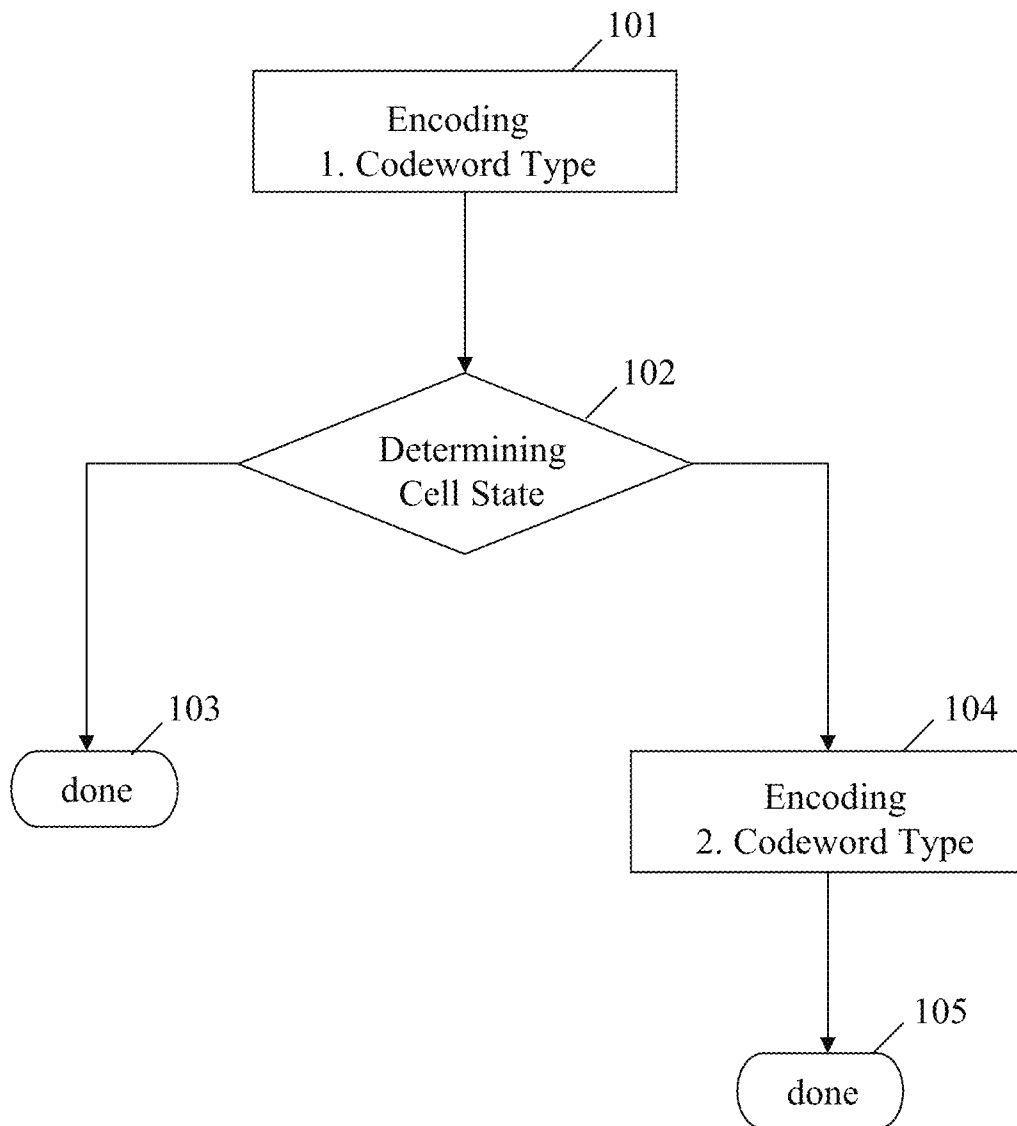 101
Encoding
1. Codeword Type
102
Determining
Cell State
103
done
104
Encoding
2. Codeword Type
105
done